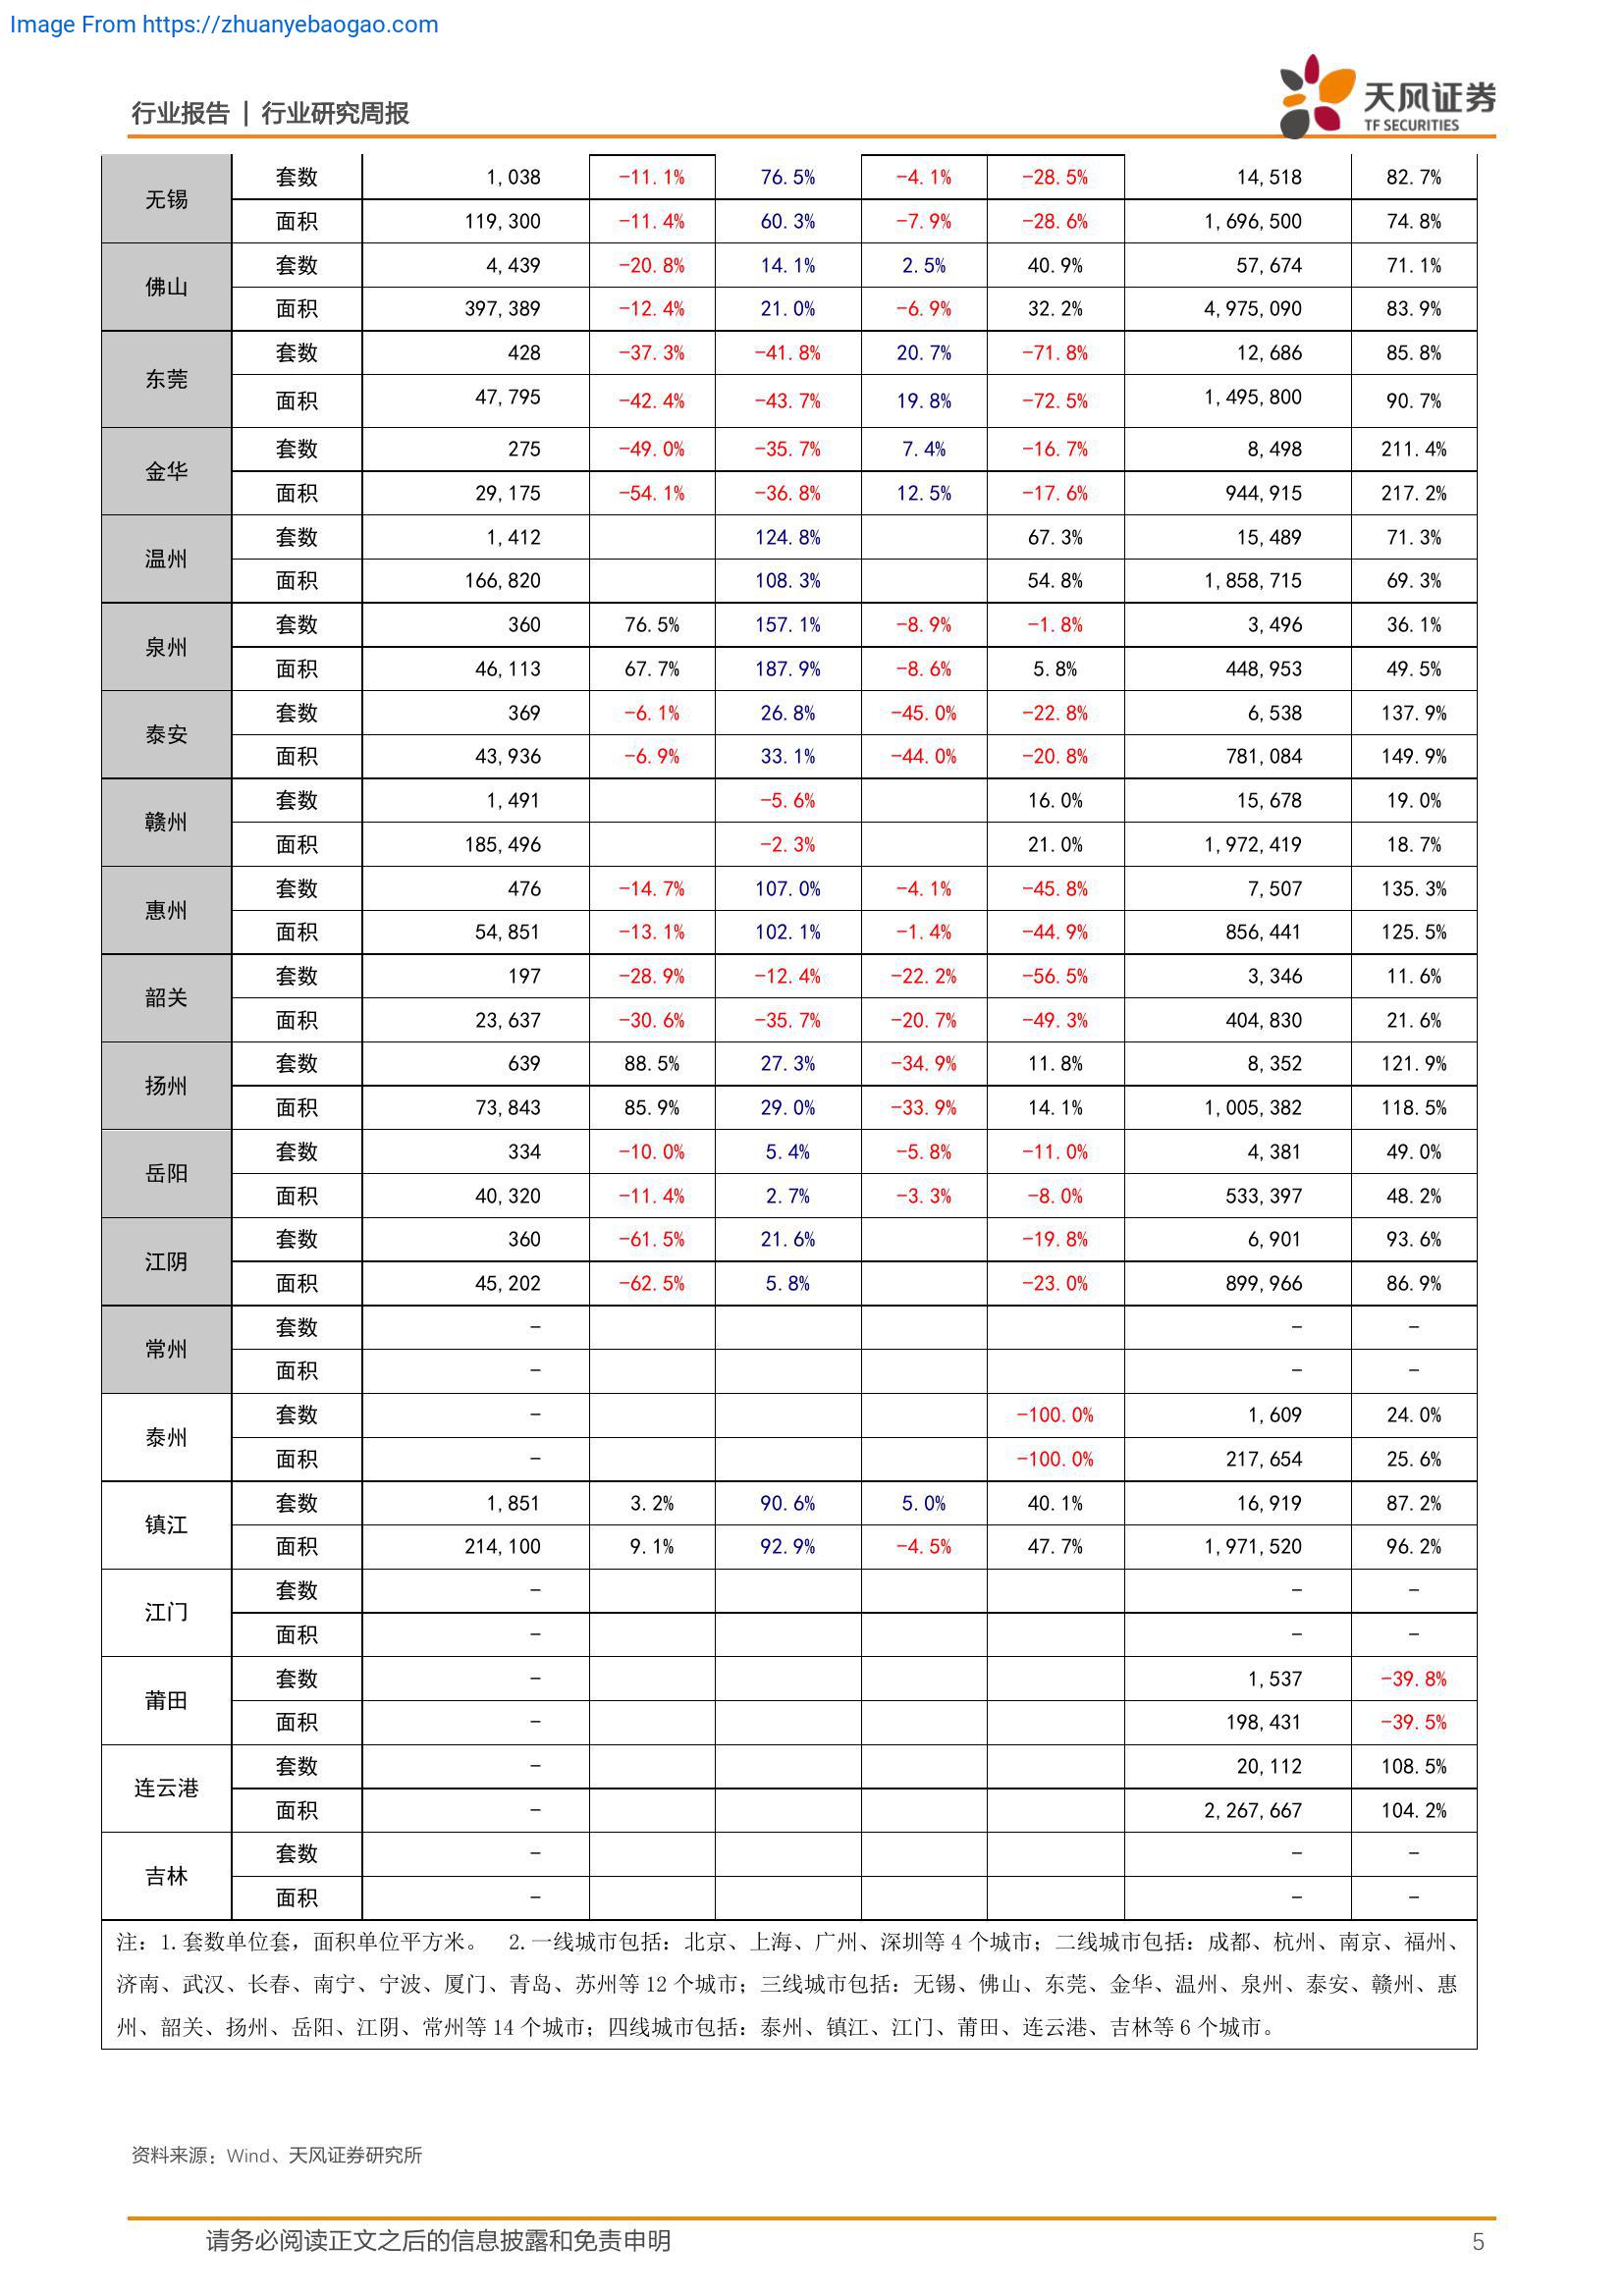 Image From https://zhuanyebaogao.com
行业报告 | 行业研究周报
天风证券
TF SECURITIES
无锡 套数 1,038 -11.1% 76.5% -4.1% -28.5% 14,518 82.7%
面积 119,300 -11.4% 60.3% -7.9% -28.6% 1,696,500 74.8%
佛山 套数 4,439 -20.8% 14.1% 2.5% 40.9% 57,674 71.1%
面积 397,389 -12.4% 21.0% -6.9% 32.2% 4,975,090 83.9%
东莞 套数 428 -37.3% -41.8% 20.7% -71.8% 12,686 85.8%
面积 47,795 -42.4% -43.7% 19.8% -72.5% 1,495,800 90.7%
金华 套数 275 -49.0% -35.7% 7.4% -16.7% 8,498 211.4%
面积 29,175 -54.1% -36.8% 12.5% -17.6% 944,915 217.2%
温州 套数 1,412 124.8% 67.3% 15,489 71.3%
面积 166,820 108.3% 54.8% 1,858,715 69.3%
泉州 套数 360 76.5% 157.1% -8.9% -1.8% 3,496 36.1%
面积 46,113 67.7% 187.9% -8.6% 5.8% 448,953 49.5%
泰安 套数 369 -6.1% 26.8% -45.0% -22.8% 6,538 137.9%
面积 43,936 -6.9% 33.1% -44.0% -20.8% 781,084 149.9%
赣州 套数 1,491 -5.6% 16.0% 15,678 19.0%
面积 185,496 -2.3% 21.0% 1,972,419 18.7%
惠州 套数 476 -14.7% 107.0% -4.1% -45.8% 7,507 135.3%
面积 54,851 -13.1% 102.1% -1.4% -44.9% 856,441 125.5%
韶关 套数 197 -28.9% -12.4% -22.2% -56.5% 3,346 11.6%
面积 23,637 -30.6% -35.7% -20.7% -49.3% 404,830 21.6%
扬州 套数 639 88.5% 27.3% -34.9% 11.8% 8,352 121.9%
面积 73,843 85.9% 29.0% -33.9% 14.1% 1,005,382 118.5%
岳阳 套数 334 -10.0% 5.4% -5.8% -11.0% 4,381 49.0%
面积 40,320 -11.4% 2.7% -3.3% -8.0% 533,397 48.2%
江阴 套数 360 -61.5% 21.6% -19.8% 6,901 93.6%
面积 45,202 -62.5% 5.8% -23.0% 899,966 86.9%
常州 套数 - - -
面积 - - -
泰州 套数 - -100.0% 1,609 24.0%
面积 - -100.0% 217,654 25.6%
镇江 套数 1,851 3.2% 90.6% 5.0% 40.1% 16,919 87.2%
面积 214,100 9.1% 92.9% -4.5% 47.7% 1,971,520 96.2%
江门 套数 - - -
面积 - - -
莆田 套数 - 1,537 -39.8%
面积 - 198,431 -39.5%
连云港 套数 - 20,112 108.5%
面积 - 2,267,667 104.2%
吉林 套数 - - -
面积 - - -
注：1.套数单位套，面积单位平方米。 2.一线城市包括：北京、上海、广州、深圳等 4 个城市；二线城市包括：成都、杭州、南京、福州、
济南、武汉、长春、南宁、宁波、厦门、青岛、苏州等 12 个城市；三线城市包括：无锡、佛山、东莞、金华、温州、泉州、泰安、赣州、惠
州、韶关、扬州、岳阳、江阴、常州等 14 个城市；四线城市包括：泰州、镇江、江门、莆田、连云港、吉林等 6 个城市。
资料来源：Wind、天风证券研究所
请务必阅读正文之后的信息披露和免责申明 5